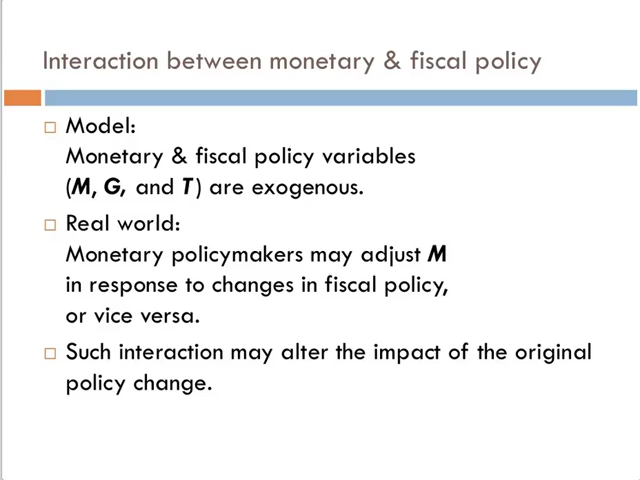 Interaction between monetary & fiscal policy
Model:
Monetary & fiscal policy variables
(M, G, and T) are exogenous.
Real world:
Monetary policymakers may adjust M
in response to changes in fiscal policy,
or vice versa.
Such interaction may alter the impact of the original
policy change.